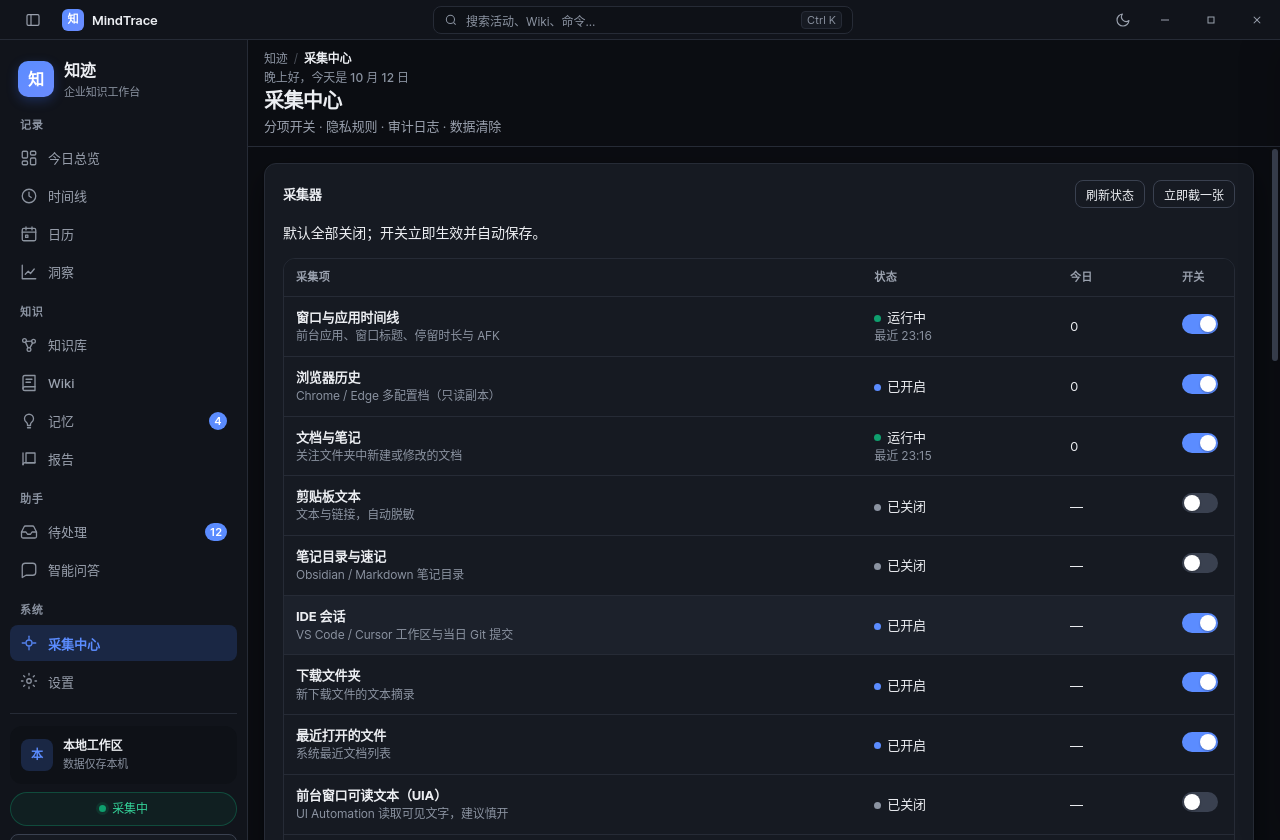 知 MindTrace
搜索活动、Wiki、命令... Ctrl K
知 知迹
企业知识工作台
记录
今日总览
时间线
日历
洞察
知识
知识库
Wiki
记忆 4
报告
助手
待处理 12
智能问答
系统
采集中心
设置
本 本地工作区
数据仅存本机
采集中
知迹 / 采集中心
晚上好，今天是 10 月 12 日
采集中心
分项开关 · 隐私规则 · 审计日志 · 数据清除
采集器 刷新状态 立即截一张
默认全部关闭；开关立即生效并自动保存。
采集项 状态 今日 开关
窗口与应用时间线 运行中 0
前台应用、窗口标题、停留时长与 AFK 最近 23:16
浏览器历史 已开启 0
Chrome / Edge 多配置档（只读副本）
文档与笔记 运行中 0
关注文件夹中新建或修改的文档 最近 23:15
剪贴板文本 已关闭 —
文本与链接，自动脱敏
笔记目录与速记 已关闭 —
Obsidian / Markdown 笔记目录
IDE 会话 已开启 —
VS Code / Cursor 工作区与当日 Git 提交
下载文件夹 已开启 —
新下载文件的文本摘录
最近打开的文件 已开启 —
系统最近文档列表
前台窗口可读文本（UIA） 已关闭 —
UI Automation 读取可见文字，建议慎开